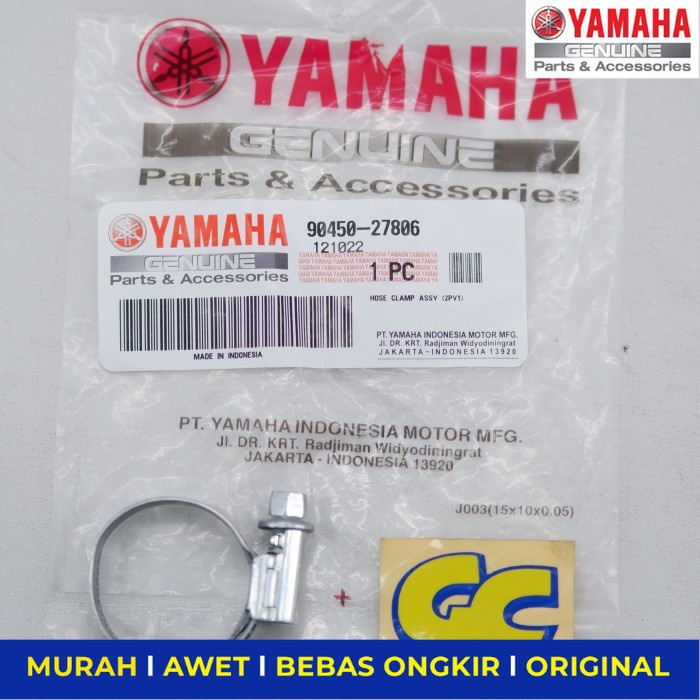 YAMAHA
GENUINE
Parts & Accessories
YAMAHA
GENUINE
Parts & Accessories
YAMAHA
GENUINE
Parts & Accessories
90450-27806
121022
1 PC
HOSE CLAMP ASSY (2PV1)
MADE IN INDONESIA
PT. YAMAHA INDONESIA MOTOR MFG.
Jl. DR. KRT. Radjiman Widyodiningrat
JAKARTA-INDONESIA 13920
PT. YAMAHA INDONESIA MOTOR MFG.
Jl. DR. KRT. Radjiman Widyodiningrat
JAKARTA - INDONESIA 13920
J003(15x10x0.05)
+
GC
MURAH | AWET | BEBAS ONGKIR | ORIGINAL